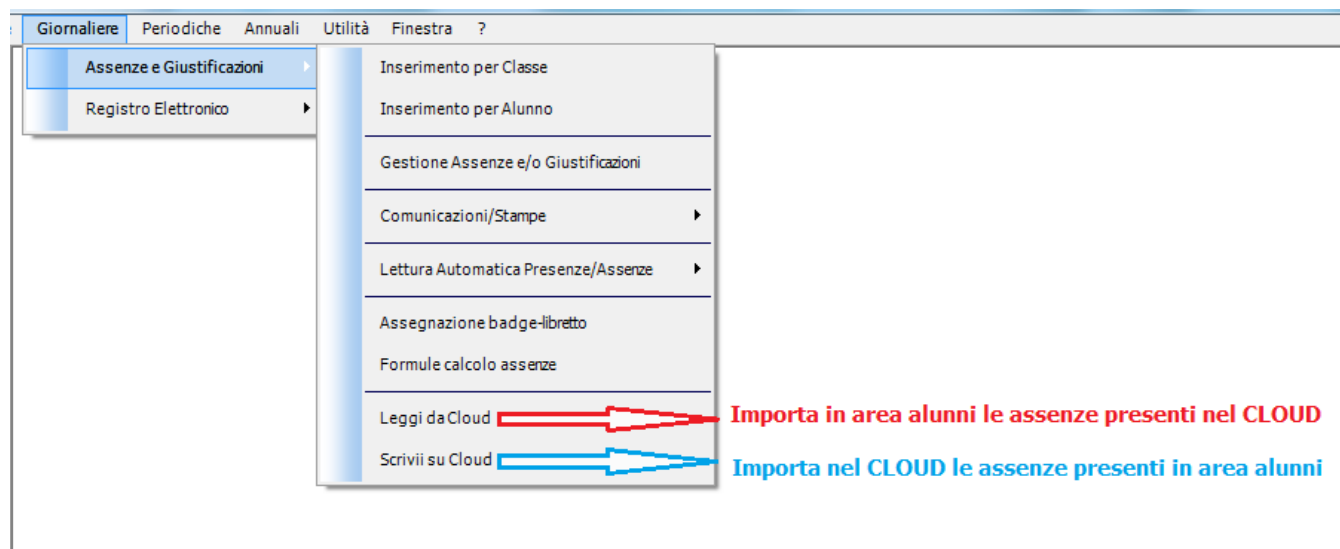 Giornaliere Periodiche Annuali Utilità Finestra ?
Assenze e Giustificazioni
Registro Elettronico
Inserimento per Classe
Inserimento per Alunno
Gestione Assenze e/o Giustificazioni
Comunicazioni/Stampe
Lettura Automatica Presenze/Assenze
Assegnazione badge-libretto
Formule calcolo assenze
Leggi da Cloud Importa in area alunni le assenze presenti nel CLOUD
Scrivii su Cloud Importa nel CLOUD le assenze presenti in area alunni